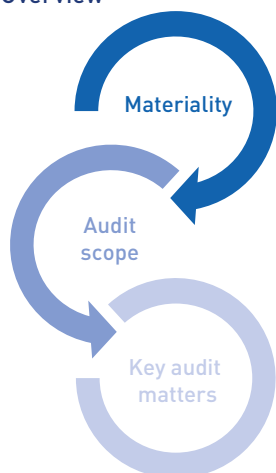 Overview
Materiality
Audit
scope
Key audit
matters